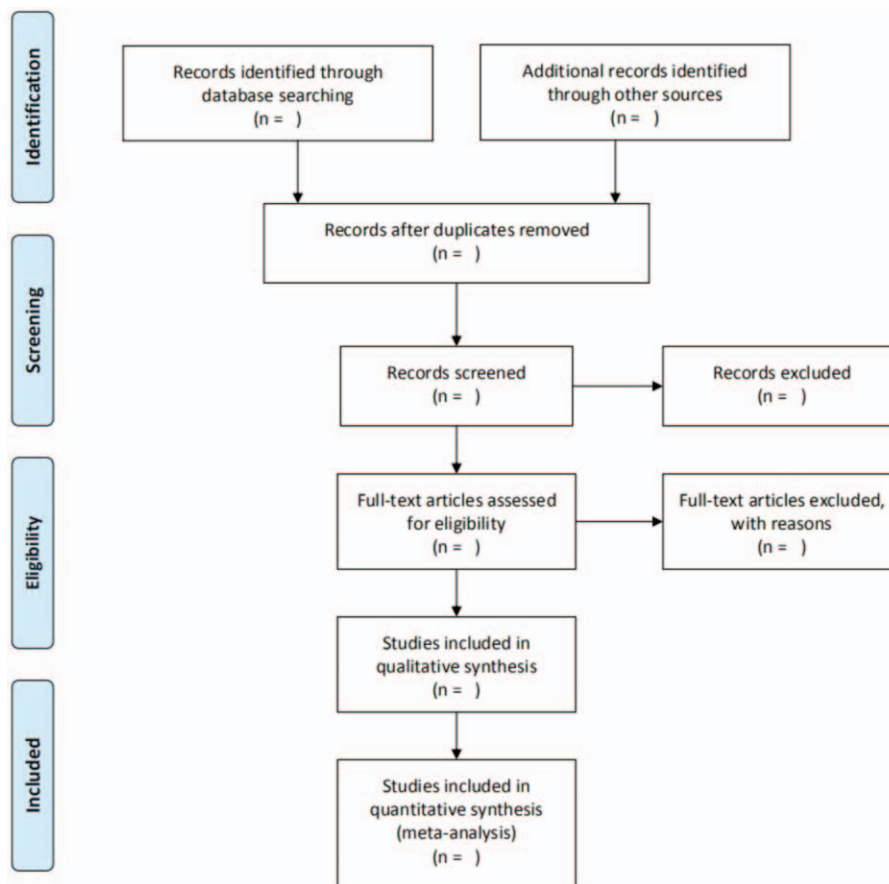 Identification
Records identified through
database searching
(n =   )
Additional records identified
through other sources
(n =   )
Records after duplicates removed
(n =   )
Screening
Records screened
(n =   )
Records excluded
(n =   )
Eligibility
Full-text articles assessed
for eligibility
(n =   )
Full-text articles excluded,
with reasons
(n =   )
Studies included in
qualitative synthesis
(n =   )
Included
Studies included in
quantitative synthesis
(meta-analysis)
(n =   )